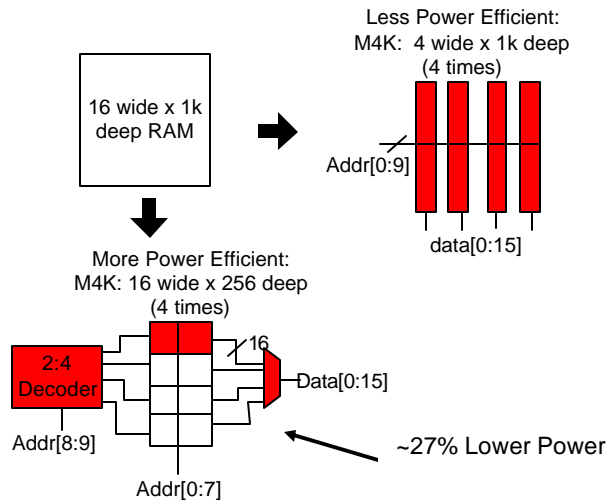 Less Power Efficient:
M4K: 4 wide x 1k deep
(4 times)
16 wide x 1k
deep RAM
Addr[0:9]
data[0:15]
More Power Efficient:
M4K: 16 wide x 256 deep
(4 times)
16
2:4
Decoder
Data[0:15]
Addr[8:9]
~27% Lower Power
Addr[0:7]